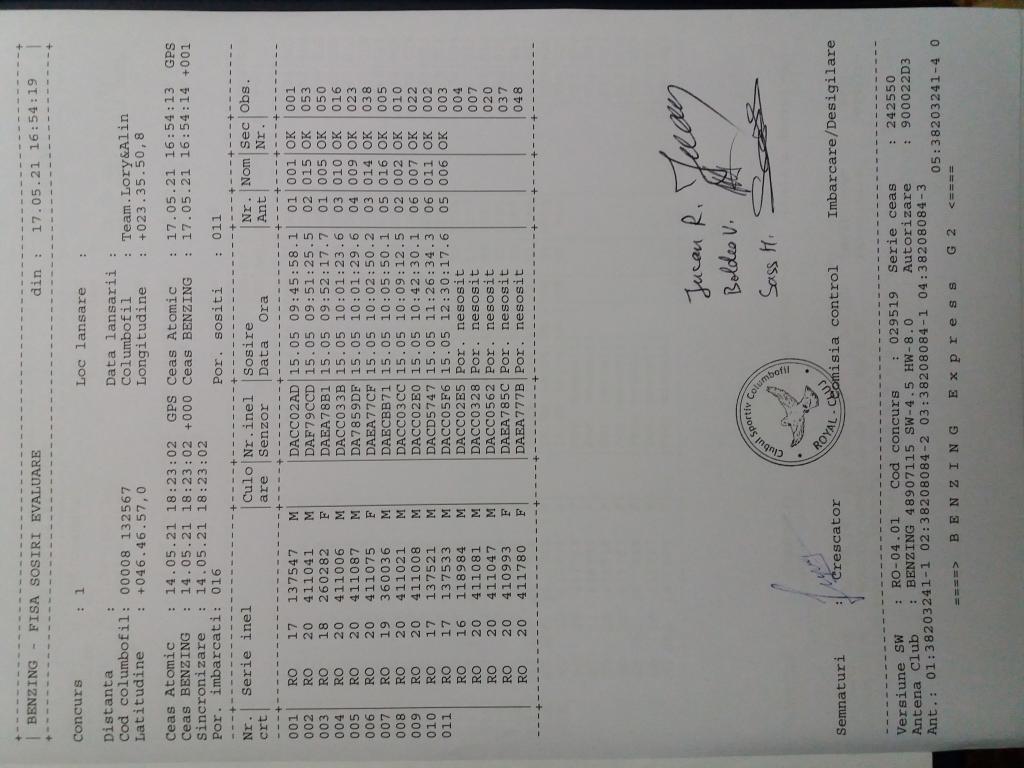 +-----------------------------------------------------------------------------+
| BENZING - FISA SOSIRI EVALUARE din : 17.05.21 16:54:19 |
+-----------------------------------------------------------------------------+
Concurs : 1 Loc lansare :
Distanta : Data lansarii :
Cod columbofil: 00008 132567 Columbofil : Team.Lory&Alin
Latitudine : +046.46.57,0 Longitudine : +023.35.50,8
Ceas Atomic : 14.05.21 18:23:02 GPS Ceas Atomic : 17.05.21 16:54:13 GPS
Ceas BENZING : 14.05.21 18:23:02 +000 Ceas BENZING : 17.05.21 16:54:14 +001
Sincronizare : 14.05.21 18:23:02
Por. imbarcati: 016 Por. sositi : 011
Nr. | Serie inel |Culo|Nr.inel |Sosire |Nr. |Nom |Sec|Obs.
crt | |are |Senzor |Data Ora |Ant | |Nr.|
001 RO 17 137547 M DACC02AD 15.05 09:45:58.1 01 001 OK 001
002 RO 20 411041 M DAF79CCD 15.05 09:51:25.5 02 015 OK 053
003 RO 18 260282 F DAEA78B1 15.05 09:52:17.7 01 005 OK 050
004 RO 20 411006 M DACC033B 15.05 10:01:23.6 03 010 OK 016
005 RO 20 411087 M DA7859DF 15.05 10:01:29.6 04 009 OK 023
006 RO 20 411075 F DAEA77CF 15.05 10:02:50.2 03 014 OK 038
007 RO 19 360036 M DAECBB71 15.05 10:05:50.1 05 016 OK 005
008 RO 20 411021 M DACC03CC 15.05 10:09:12.5 02 002 OK 010
009 RO 20 411008 M DACC02E0 15.05 10:42:30.1 06 007 OK 022
010 RO 17 137521 M DACD5747 15.05 11:26:34.3 06 011 OK 002
011 RO 17 137533 M DACC05F6 15.05 12:30:17.6 05 006 OK 003
RO 16 118984 M DACC02E5 Por. nesosit 004
RO 20 411081 M DACC0328 Por. nesosit 007
RO 20 411047 M DACC0562 Por. nesosit 020
RO 20 410993 F DAEA785C Por. nesosit 037
RO 20 411780 F DAEA777B Por. nesosit 048
Jucan R.
Boldeo V.
Sass H.
Clubul Sportiv Columbofil
ROYAL - CLUJ
Semnaturi : Crescator Comisia control Imbarcare/Desigilare
Versiune SW : RO-04.01 Cod concurs : 029519 Serie ceas : 242550
Antena Club : BENZING 48907115 SW-4.5 HW-8.0 Autorizare : 900022D3
Ant.: 01:38203241-1 02:38208084-2 03:38208084-1 04:38208084-3 05:38203241-4 0
====> B E N Z I N G E x p r e s s G 2 <====